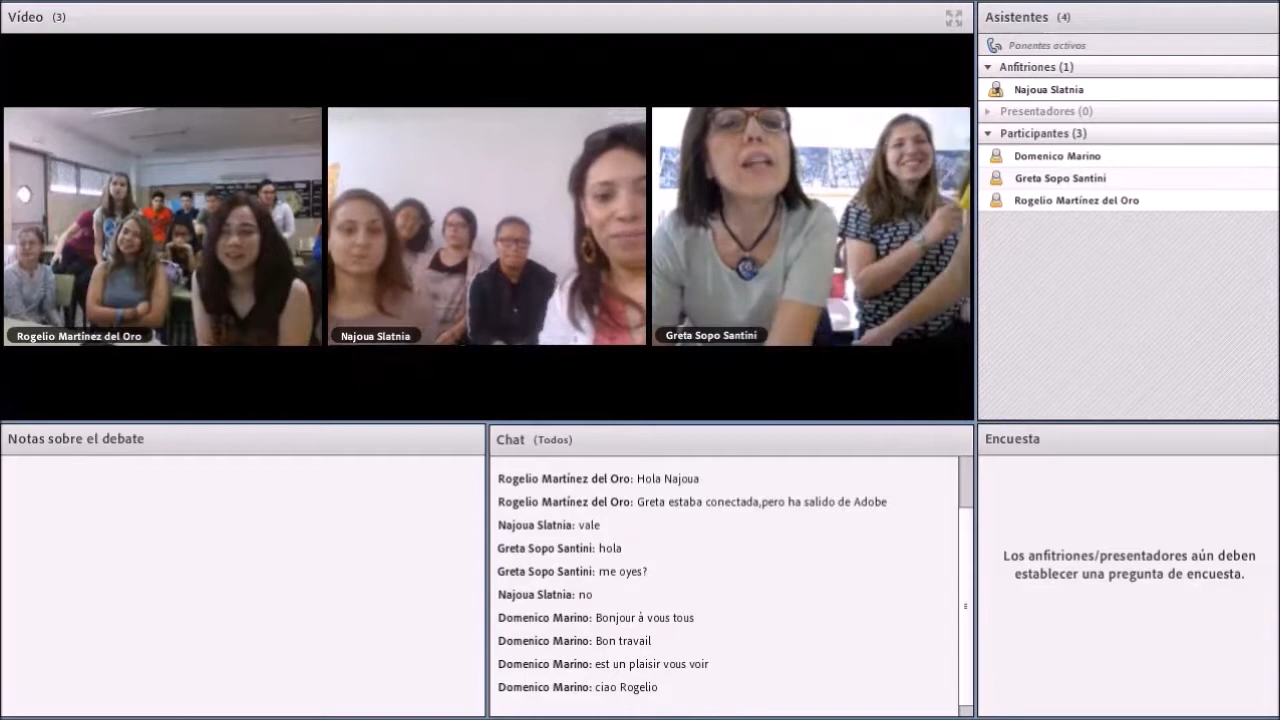 Vídeo (3)
Rogelio Martínez del Oro
Najoua Slatnia
Greta Sopo Santini
Asistentes (4)
Ponentes activos
Anfitriones (1)
Najoua Slatnia
Presentadores (0)
Participantes (3)
Domenico Marino
Greta Sopo Santini
Rogelio Martínez del Oro
Notas sobre el debate
Chat (Todos)
Rogelio Martínez del Oro: Hola Najoua
Rogelio Martínez del Oro: Greta estaba conectada,pero ha salido de Adobe
Najoua Slatnia: vale
Greta Sopo Santini: hola
Greta Sopo Santini: me oyes?
Najoua Slatnia: no
Domenico Marino: Bonjour à vous tous
Domenico Marino: Bon travail
Domenico Marino: est un plaisir vous voir
Domenico Marino: ciao Rogelio
Encuesta
Los anfitriones/presentadores aún deben
establecer una pregunta de encuesta.